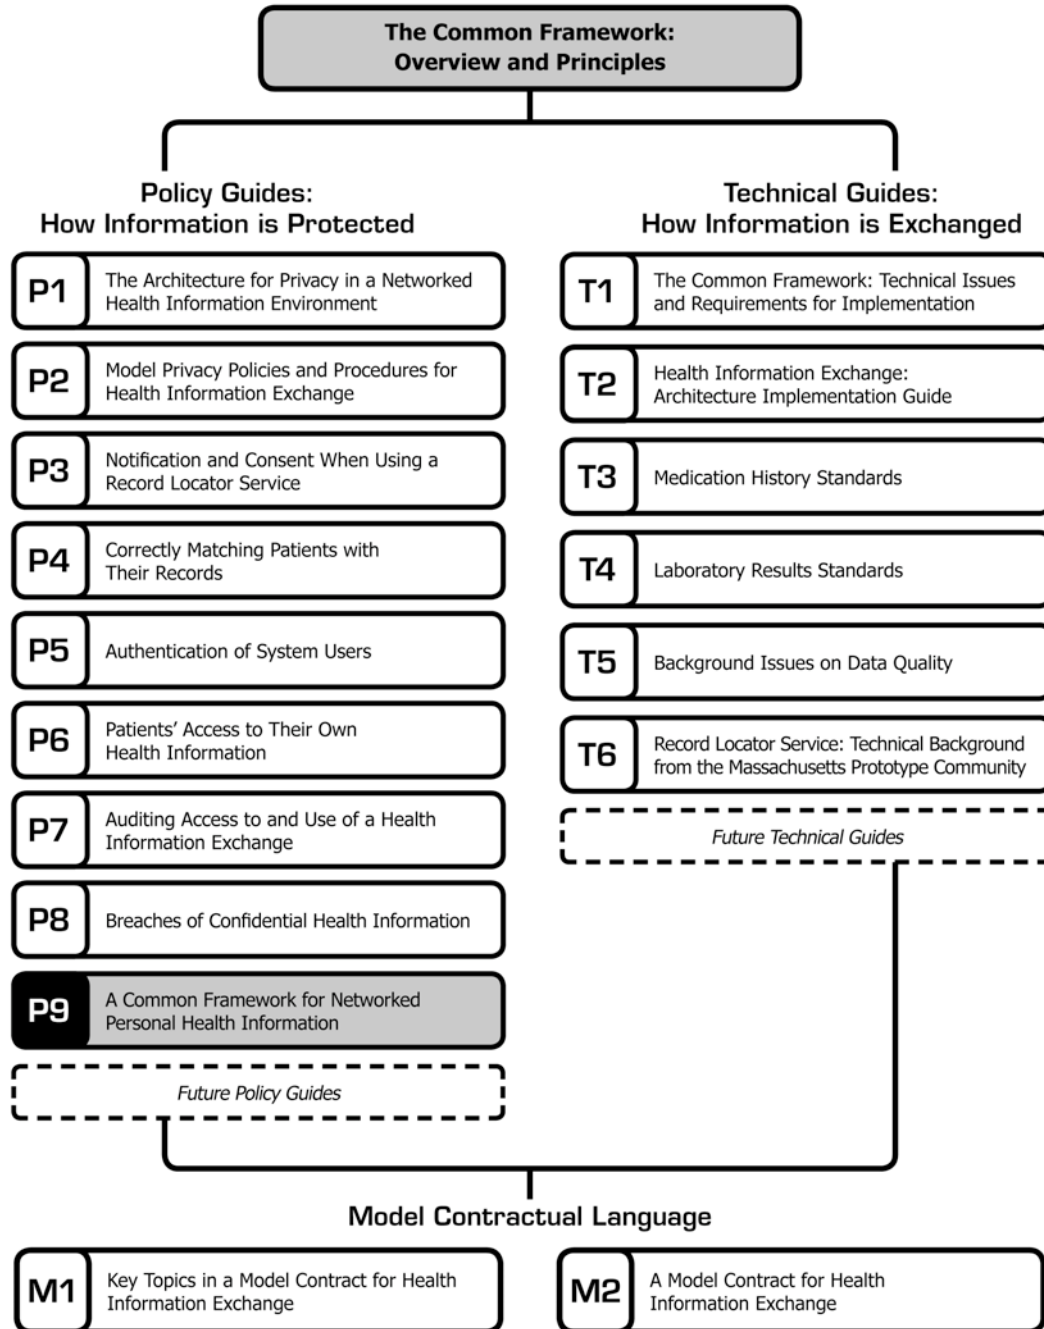 The Common Framework:
Overview and Principles
Policy Guides:
How Information is Protected
P1
The Architecture for Privacy in a Networked
Health Information Environment
P2
Model Privacy Policies and Procedures for
Health Information Exchange
P3
Notification and Consent When Using a
Record Locator Service
P4
Correctly Matching Patients with
Their Records
P5
Authentication of System Users
P6
Patients’ Access to Their Own
Health Information
P7
Auditing Access to and Use of a Health
Information Exchange
P8
Breaches of Confidential Health Information
P9
A Common Framework for Networked
Personal Health Information
Future Policy Guides
Technical Guides:
How Information is Exchanged
T1
The Common Framework: Technical Issues
and Requirements for Implementation
T2
Health Information Exchange:
Architecture Implementation Guide
T3
Medication History Standards
T4
Laboratory Results Standards
T5
Background Issues on Data Quality
T6
Record Locator Service: Technical Background
from the Massachusetts Prototype Community
Future Technical Guides
Model Contractual Language
M1
Key Topics in a Model Contract for Health
Information Exchange
M2
A Model Contract for Health
Information Exchange